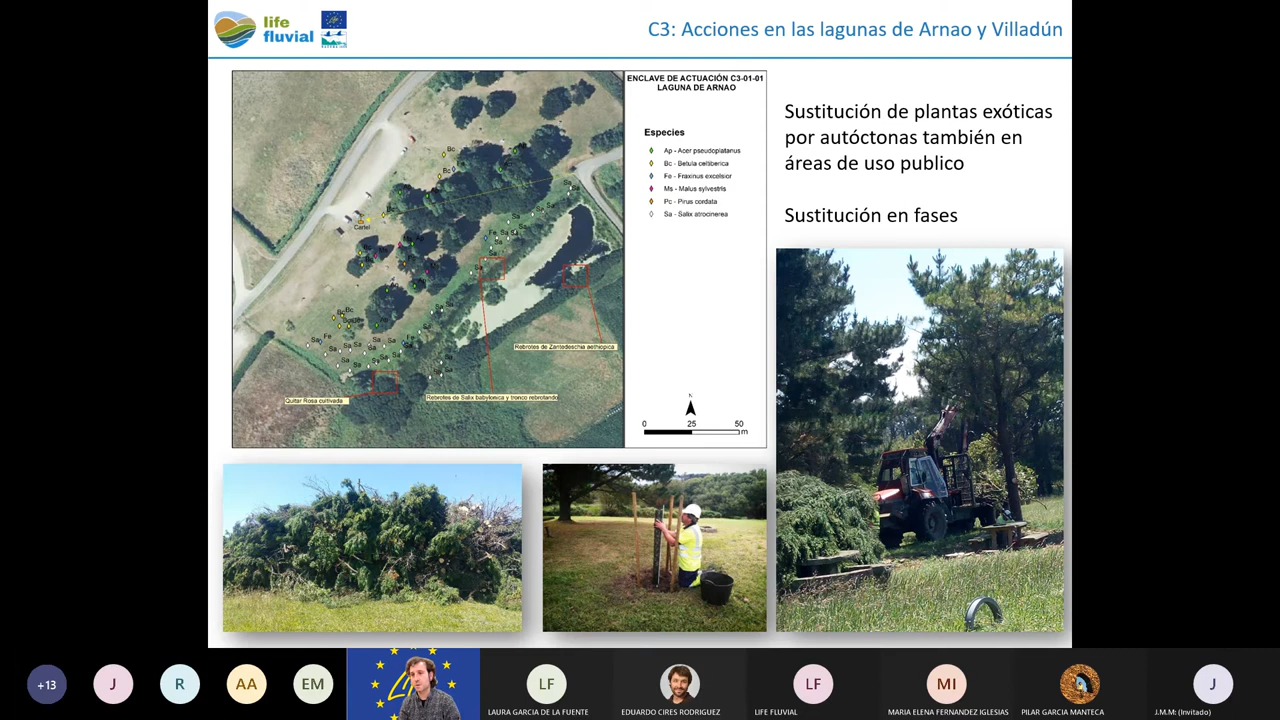 life
fluvial
C3: Acciones en las lagunas de Arnao y Villadún
ENCLAVE DE ACTUACIÓN C3-01-01
LAGUNA DE ARNAO
Especies
Ap - Acer pseudoplatanus
Bc - Betula celtiberica
Fe - Fraxinus excelsior
Ms - Malus sylvestris
Pc - Pirus cordata
Sa - Salix atrocinerea
N
0 25 50
m
Cartel
Rebrotes de Zantedeschia aethiopica
Rebrotes de Salix babylonica y tronco rebrotando
Quitar Rosa cultivada
Sustitución de plantas exóticas
por autóctonas también en
áreas de uso publico
Sustitución en fases
+13
J
R
AA
EM
LF
LAURA GARCIA DE LA FUENTE
EDUARDO CIRES RODRIGUEZ
LF
LIFE FLUVIAL
MI
MARIA ELENA FERNANDEZ IGLESIAS
PILAR GARCIA MANTECA
J
J.M.M: (Invitado)